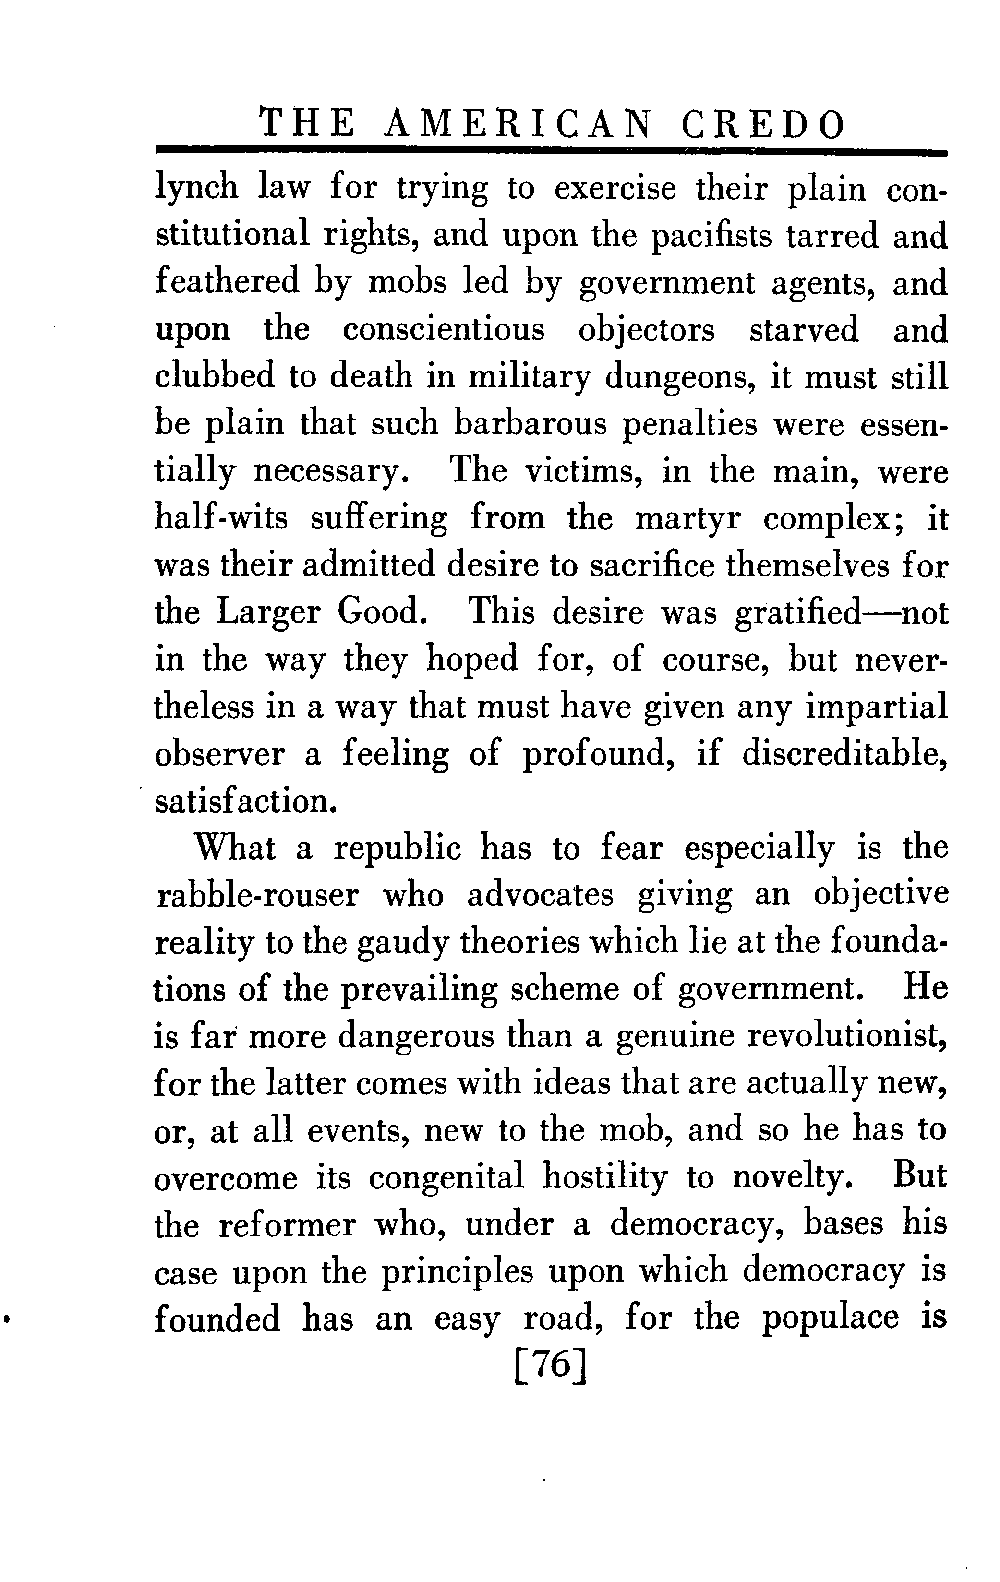 THE AMERICAN CREDO
lynch law for trying to exercise their plain con-
stitutional rights, and upon the pacifists tarred and
feathered by mobs led by government agents, and
upon the conscientious objectors starved and
clubbed to death in military dungeons, it must still
be plain that such barbarous penalties were essen-
tially necessary. The victims, in the main, were
half-wits suffering from the martyr complex; it
was their admitted desire to sacrifice themselves for
the Larger Good. This desire was gratified—not
in the way they hoped for, of course, but never-
theless in a way that must have given any impartial
observer a feeling of profound, if discreditable,
satisfaction.
What a republic has to fear especially is the
rabble-rouser who advocates giving an objective
reality to the gaudy theories which lie at the founda-
tions of the prevailing scheme of government. He
is far more dangerous than a genuine revolutionist,
for the latter comes with ideas that are actually new,
or, at all events, new to the mob, and so he has to
overcome its congenital hostility to novelty. But
the reformer who, under a democracy, bases his
case upon the principles upon which democracy is
founded has an easy road, for the populace is
[76]